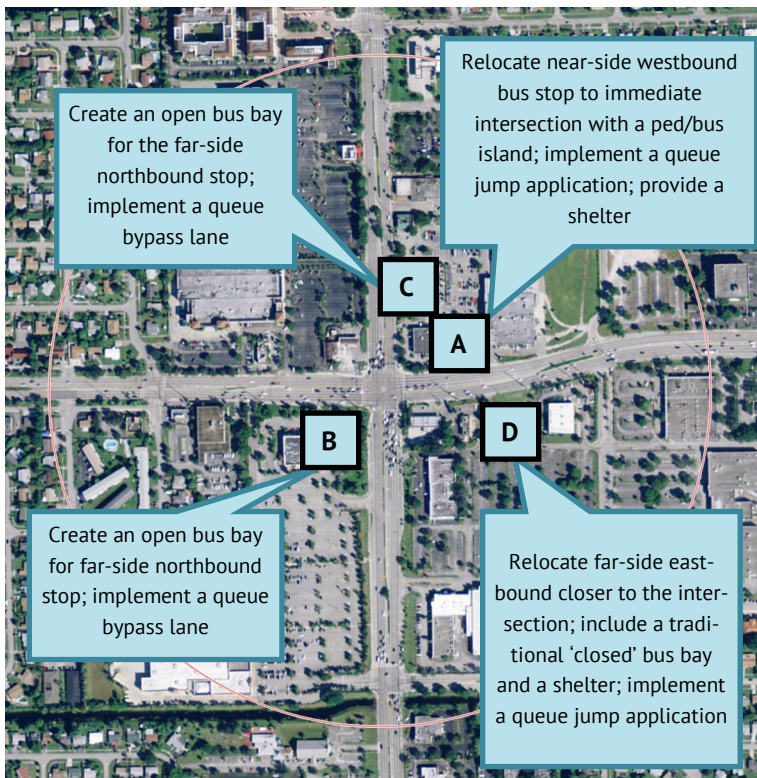 Relocate near-side westbound
bus stop to immediate
intersection with a ped/bus
island; implement a queue
jump application; provide a
shelter
Create an open bus bay
for the far-side
northbound stop;
implement a queue
bypass lane
C
A
B
D
Create an open bus bay
for far-side northbound
stop; implement a queue
bypass lane
Relocate far-side east-
bound closer to the inter-
section; include a tradi-
tional ‘closed’ bus bay
and a shelter; implement
a queue jump application